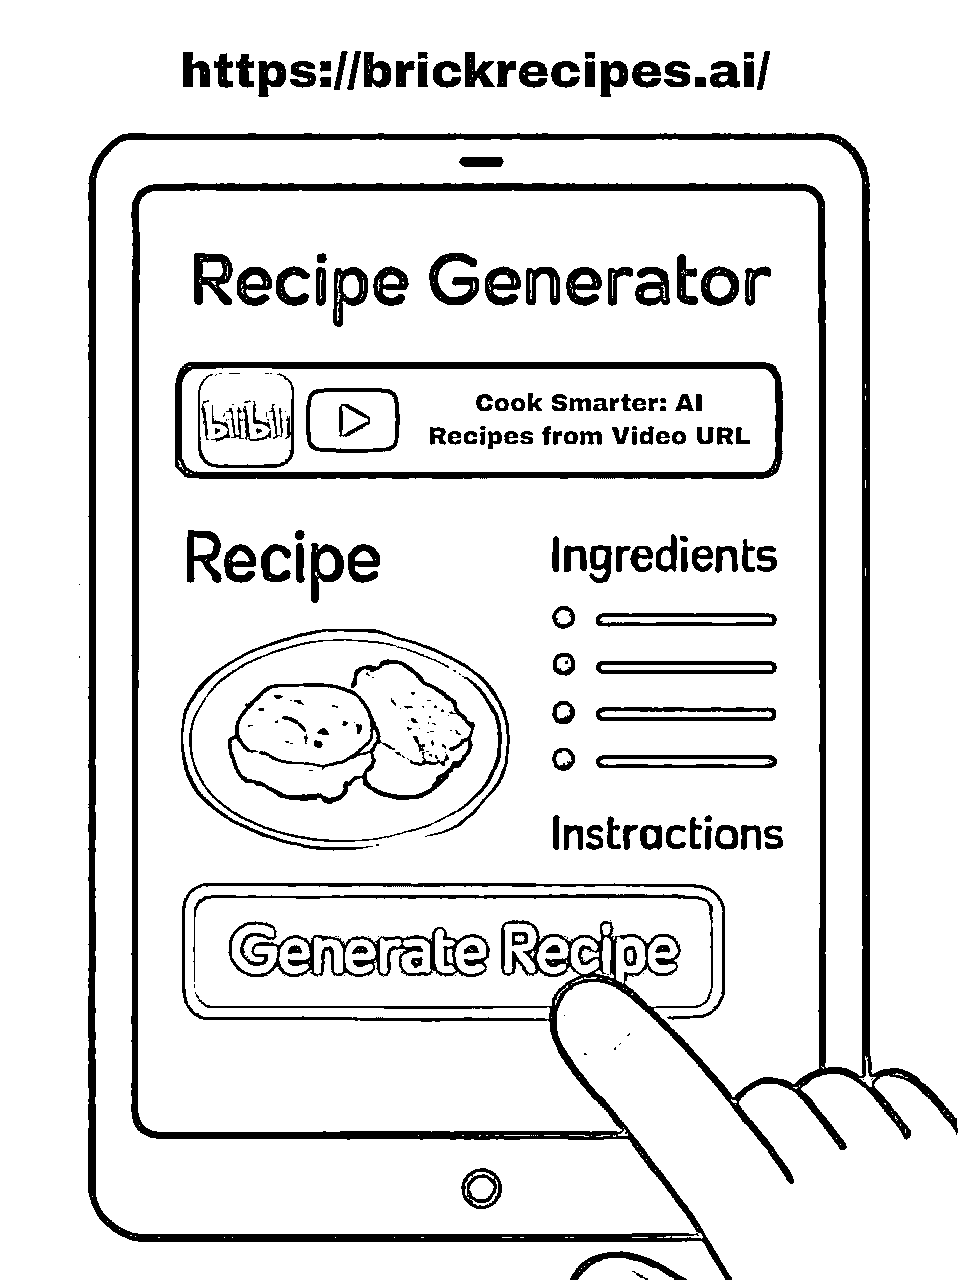 https://brickrecipes.ai/
Recipe Generator
bilibili
Cook Smarter: AI
Recipes from Video URL
Recipe
Ingredients
Instractions
Generate Recipe